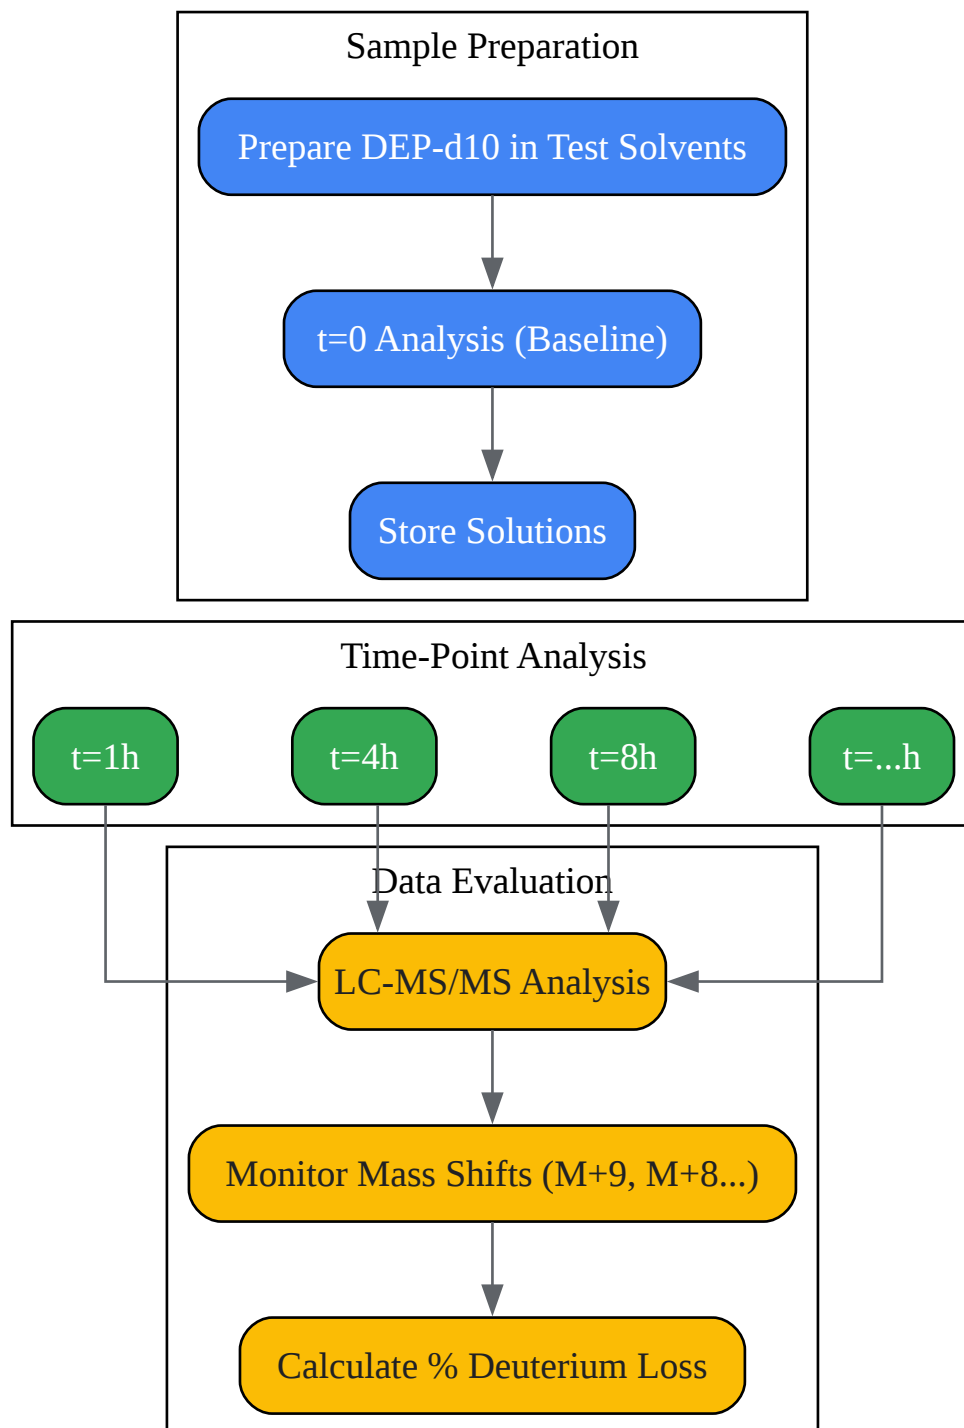 Sample Preparation
Prepare DEP-d10 in Test Solvents
t=0 Analysis (Baseline)
Store Solutions
Time-Point Analysis
t=1h
t=4h
t=8h
t=...h
Data Evaluation
LC-MS/MS Analysis
Monitor Mass Shifts (M+9, M+8...)
Calculate % Deuterium Loss